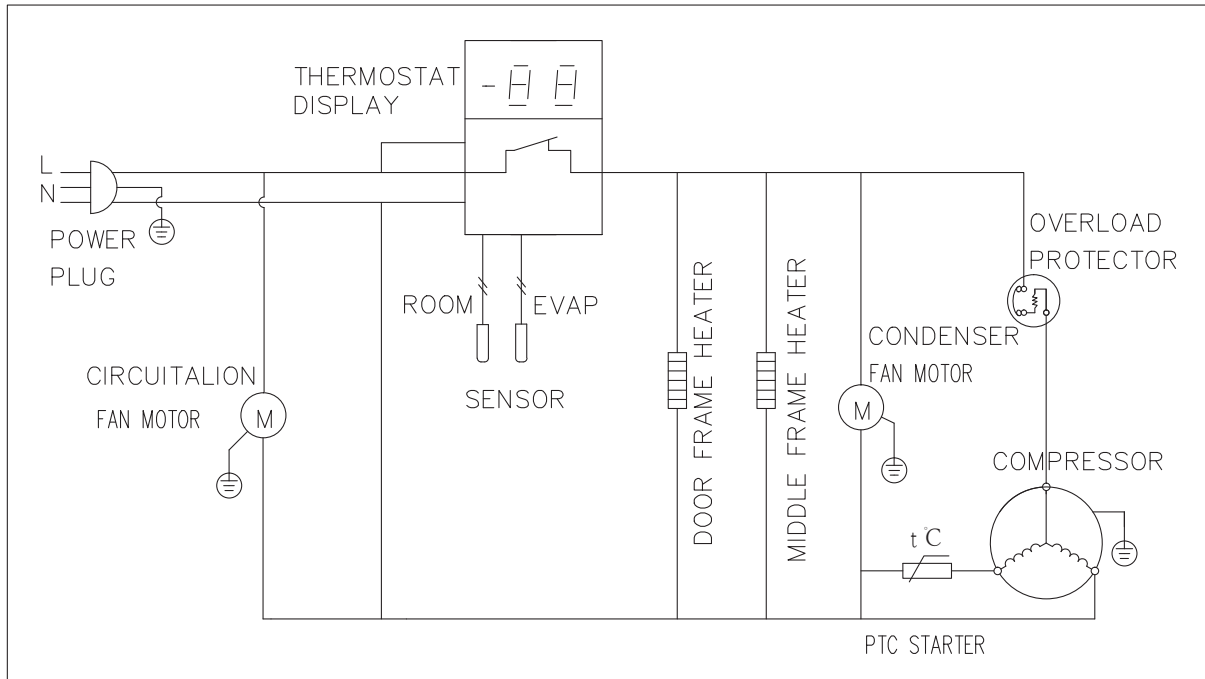 THERMOSTAT
DISPLAY
-88
L
N
POWER
PLUG
ROOM
EVAP
SENSOR
CIRCUITALION
FAN MOTOR
M
DOOR FRAME HEATER
MIDDLE FRAME HEATER
OVERLOAD
PROTECTOR
CONDENSER
FAN MOTOR
M
COMPRESSOR
t°C
PTC STARTER